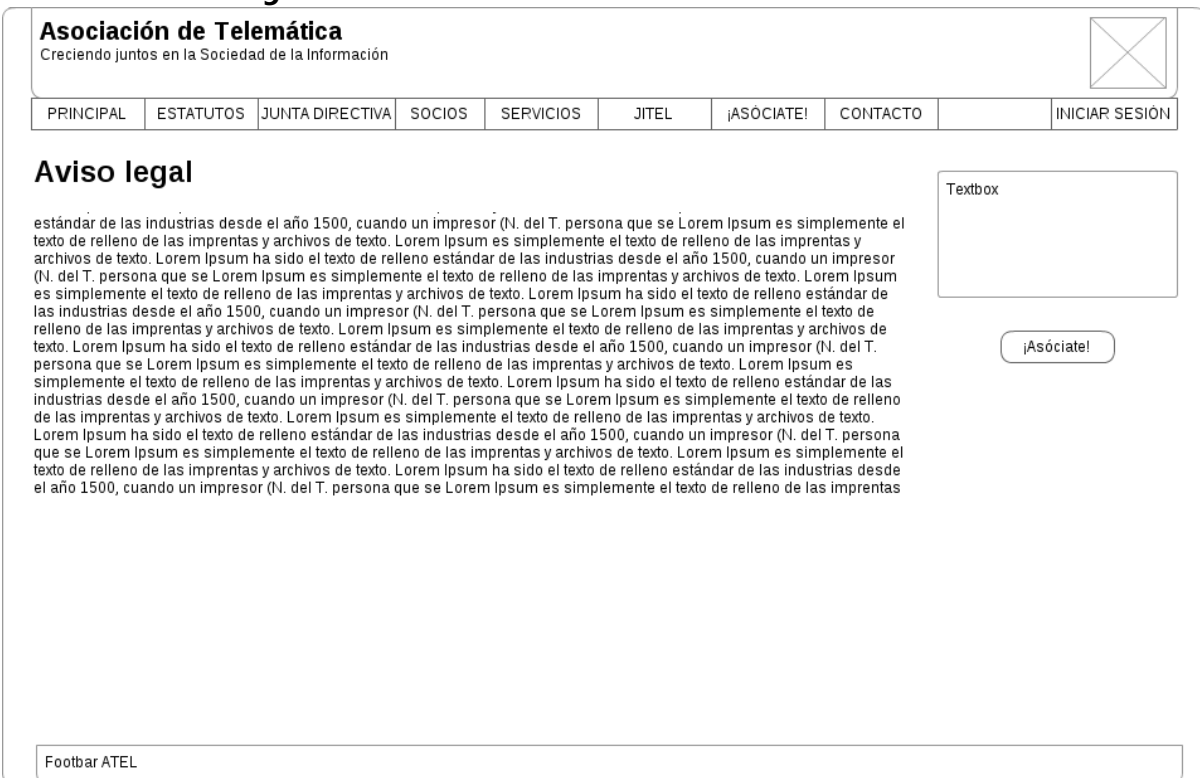 Asociación de Telemática
Creciendo juntos en la Sociedad de la Información
PRINCIPAL ESTATUTOS JUNTA DIRECTIVA SOCIOS SERVICIOS JITEL ¡ASÓCIATE! CONTACTO INICIAR SESIÓN
Aviso legal
Textbox
estándar de las industrias desde el año 1500, cuando un impresor (N. del T. persona que se Lorem Ipsum es simplemente el
texto de relleno de las imprentas y archivos de texto. Lorem Ipsum es simplemente el texto de relleno de las imprentas y
archivos de texto. Lorem Ipsum ha sido el texto de relleno estándar de las industrias desde el año 1500, cuando un impresor
(N. del T. persona que se Lorem Ipsum es simplemente el texto de relleno de las imprentas y archivos de texto. Lorem Ipsum
es simplemente el texto de relleno de las imprentas y archivos de texto. Lorem Ipsum ha sido el texto de relleno estándar de
las industrias desde el año 1500, cuando un impresor (N. del T. persona que se Lorem Ipsum es simplemente el texto de
relleno de las imprentas y archivos de texto. Lorem Ipsum es simplemente el texto de relleno de las imprentas y archivos de
texto. Lorem Ipsum ha sido el texto de relleno estándar de las industrias desde el año 1500, cuando un impresor (N. del T.
persona que se Lorem Ipsum es simplemente el texto de relleno de las imprentas y archivos de texto. Lorem Ipsum es
simplemente el texto de relleno de las imprentas y archivos de texto. Lorem Ipsum ha sido el texto de relleno estándar de las
industrias desde el año 1500, cuando un impresor (N. del T. persona que se Lorem Ipsum es simplemente el texto de relleno
de las imprentas y archivos de texto. Lorem Ipsum es simplemente el texto de relleno de las imprentas y archivos de texto.
Lorem Ipsum ha sido el texto de relleno estándar de las industrias desde el año 1500, cuando un impresor (N. del T. persona
que se Lorem Ipsum es simplemente el texto de relleno de las imprentas y archivos de texto. Lorem Ipsum es simplemente el
texto de relleno de las imprentas y archivos de texto. Lorem Ipsum ha sido el texto de relleno estándar de las industrias desde
el año 1500, cuando un impresor (N. del T. persona que se Lorem Ipsum es simplemente el texto de relleno de las imprentas
¡Asóciate!
Footbar ATEL